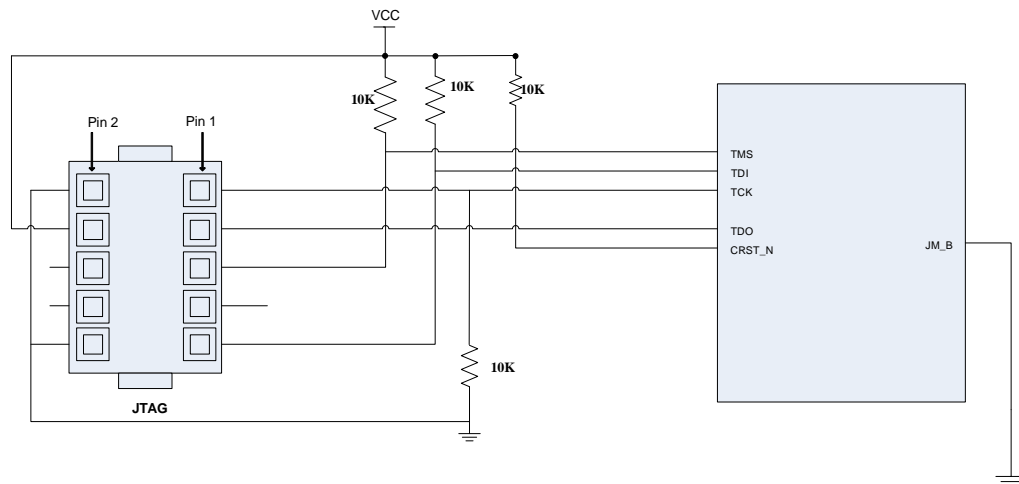 VCC
10K
10K
10K
Pin 2
Pin 1
TMS
TDI
TCK
TDO
CRST_N
JM_B
10K
JTAG